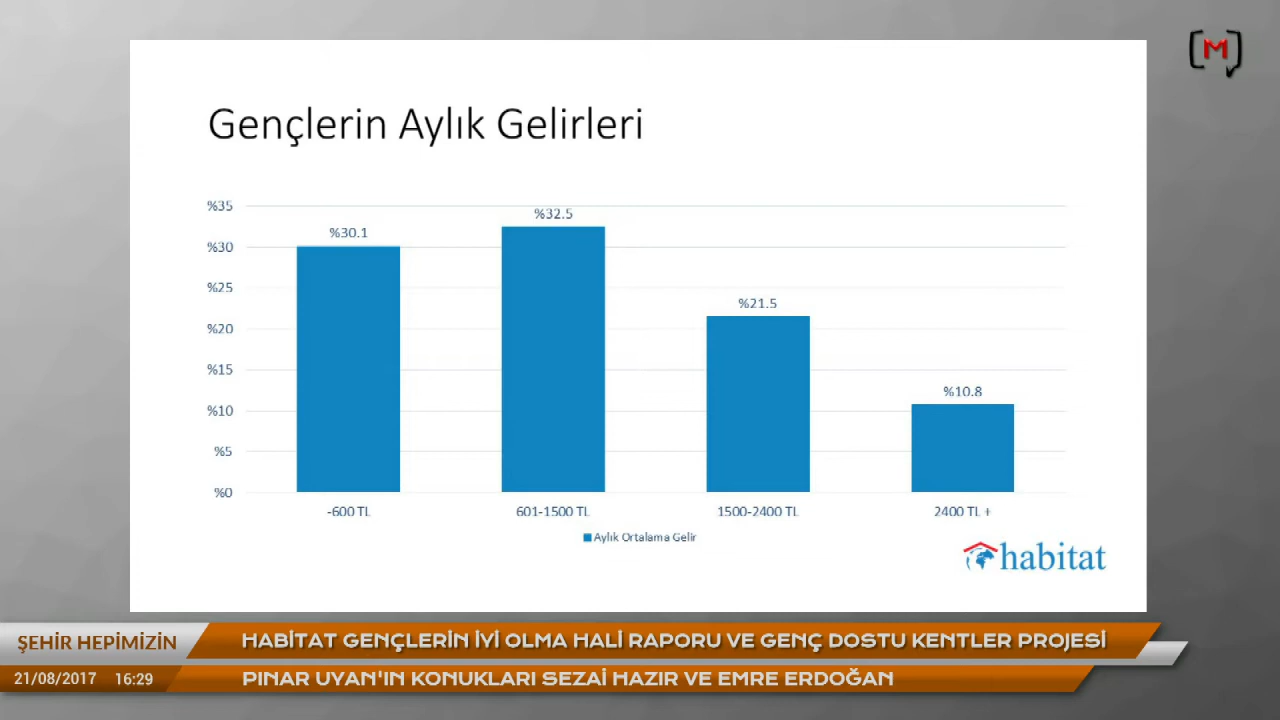 [M]
Gençlerin Aylık Gelirleri
%35
%30
%25
%20
%15
%10
%5
%0
%30.1
%32.5
%21.5
%10.8
-600 TL
601-1500 TL
1500-2400 TL
2400 TL +
Aylık Ortalama Gelir
habitat
ŞEHİR HEPİMİZİN
HABİTAT GENÇLERİN İYİ OLMA HALİ RAPORU VE GENÇ DOSTU KENTLER PROJESİ
21/08/2017 16:29
PINAR UYAN'IN KONUKLARI SEZAİ HAZIR VE EMRE ERDOĞAN